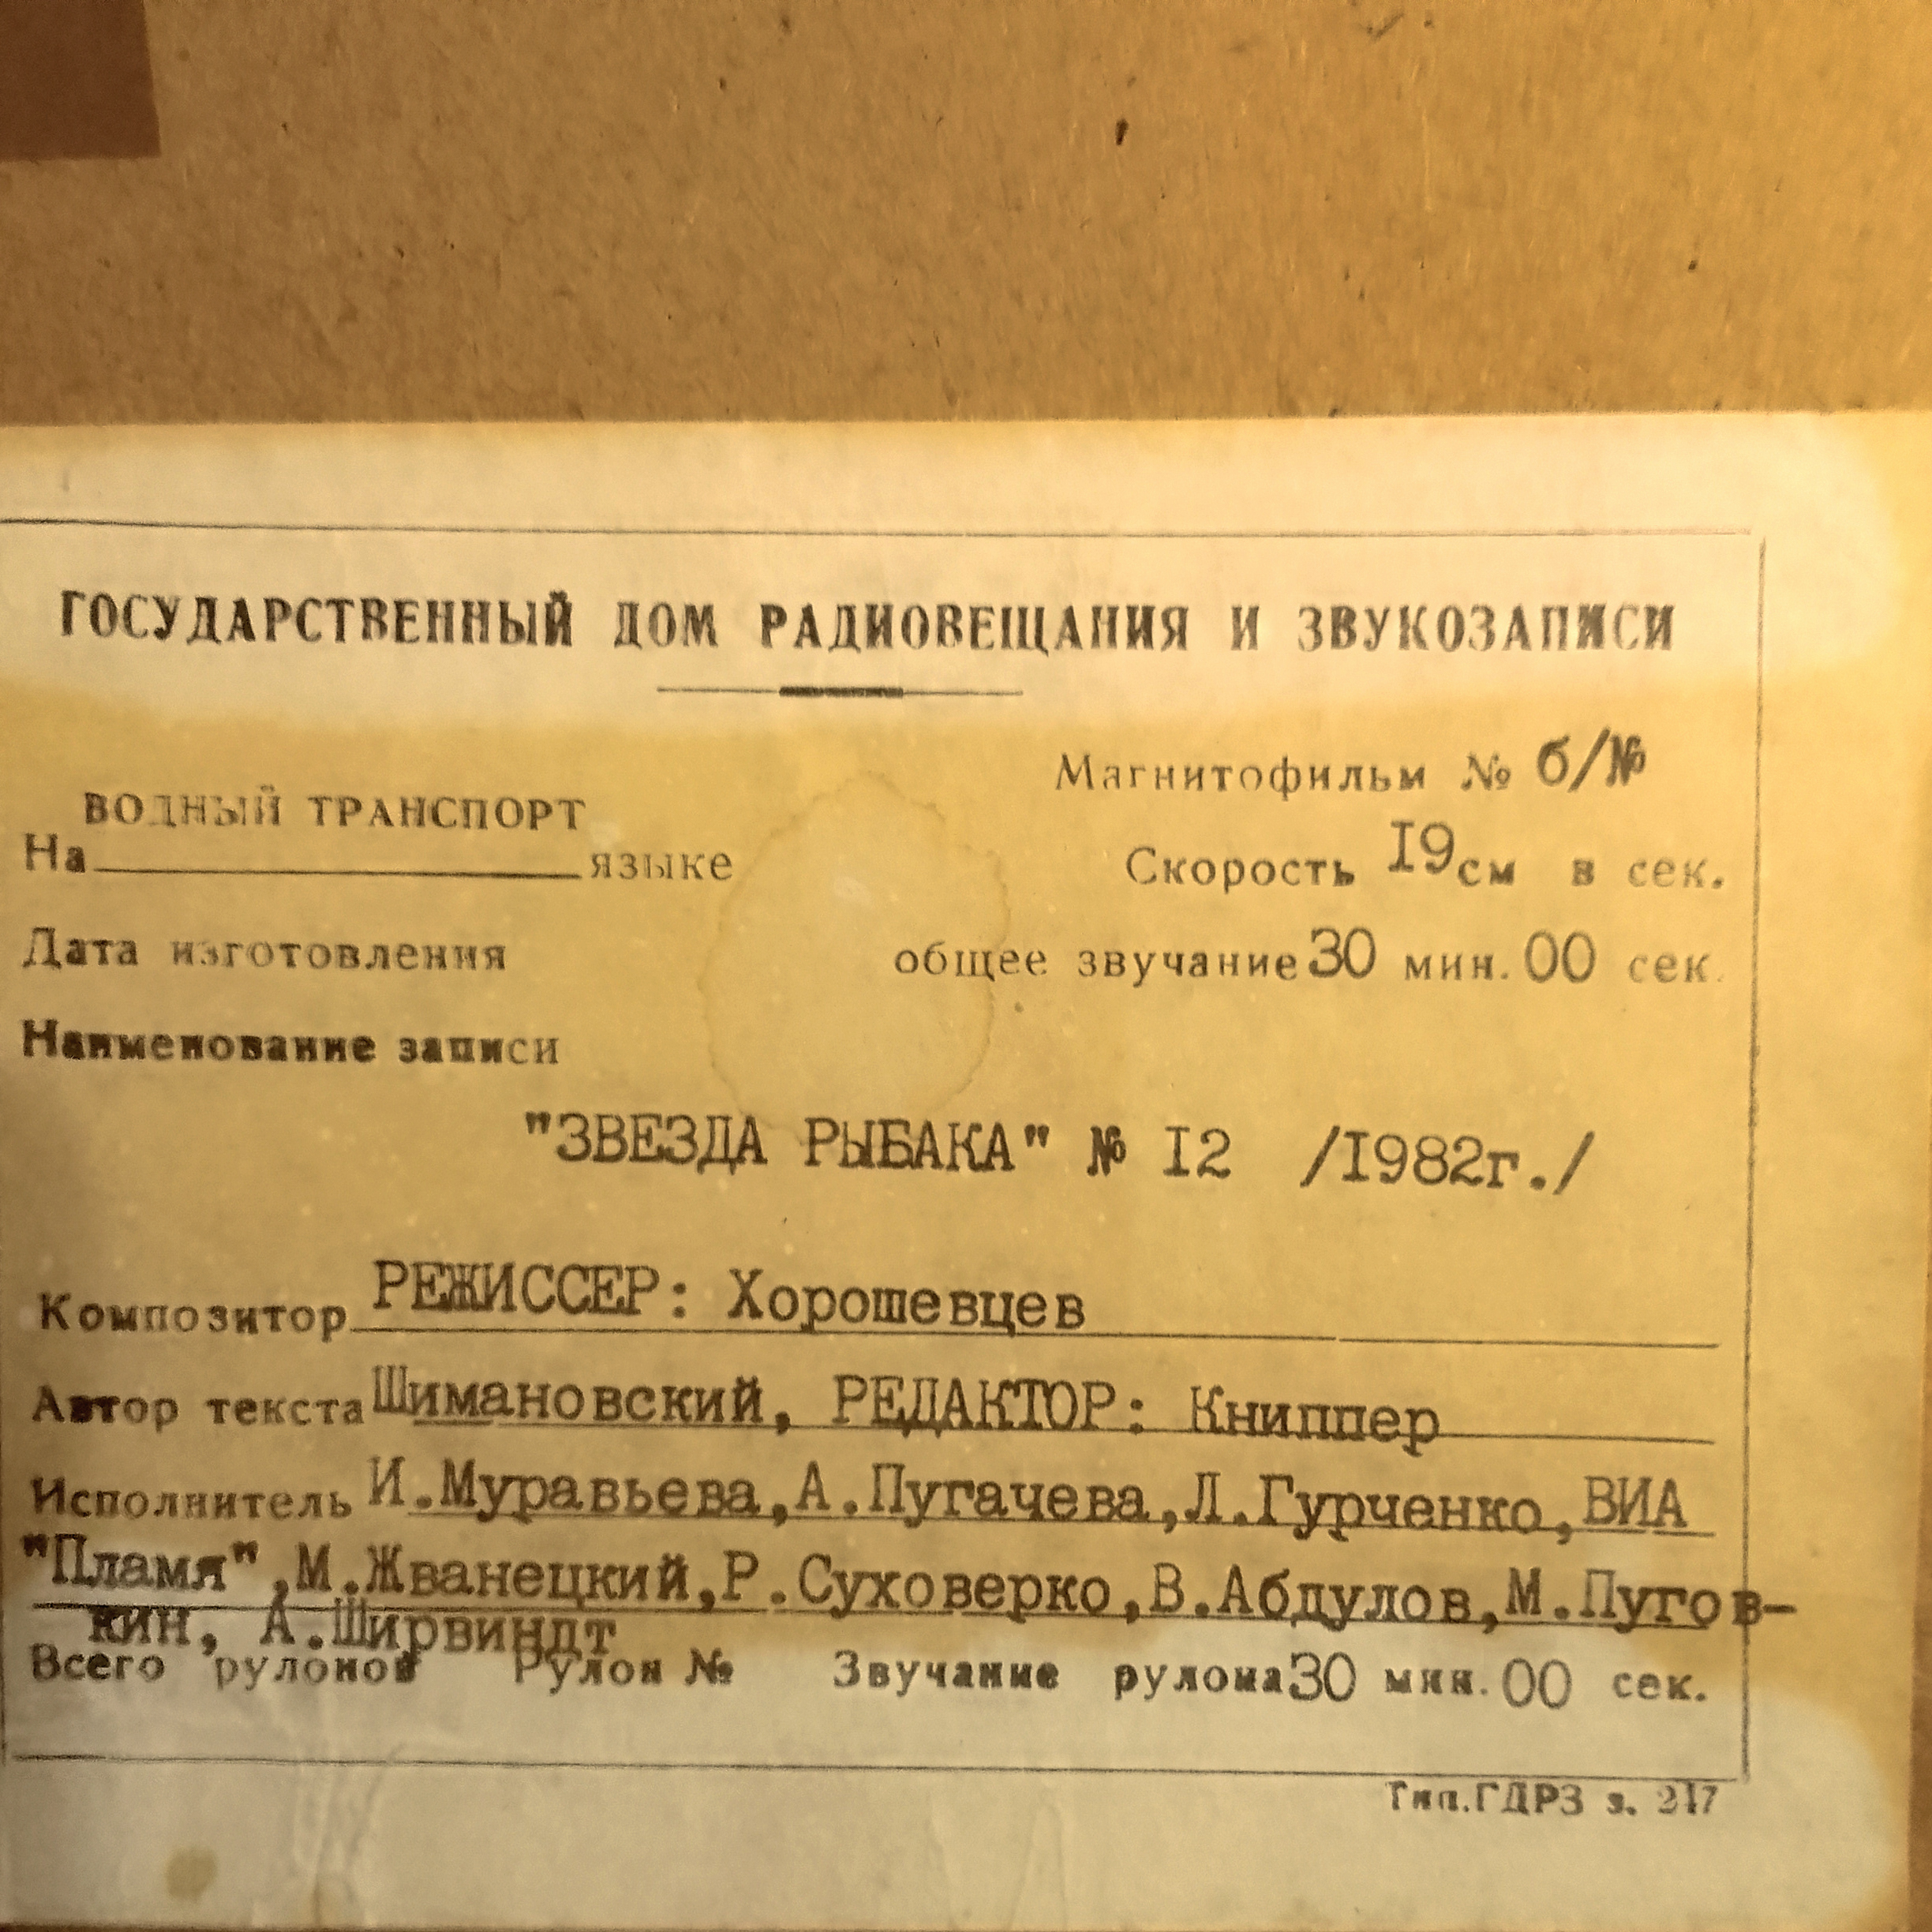 ГОСУДАРСТВЕННЫЙ ДОМ РАДИОВЕЩАНИЯ И ЗВУКОЗАПИСИ
Магнитофильм № б/№
ВОДНЫЙ ТРАНСПОРТ
На языке
Скорость I9 см в сек.
Дата изготовления общее звучание 30 мин. 00 сек.
Наименование записи
"ЗВЕЗДА РЫБАКА" № I2 /I982г./
Композитор РЕЖИССЕР: Хорошевцев
Автор текста Шимановский, РЕДАКТОР: Книппер
Исполнитель И.Муравьева,А.Пугачева,Л.Гурченко,ВИА
"Пламя",М.Жванецкий,Р.Суховерко,В.Абдулов,М.Пугов-
кин, А.Ширвиндт
Всего рулонов Рулон № Звучание рулона 30 мин. 00 сек.
Тип.ГДРЗ з. 247